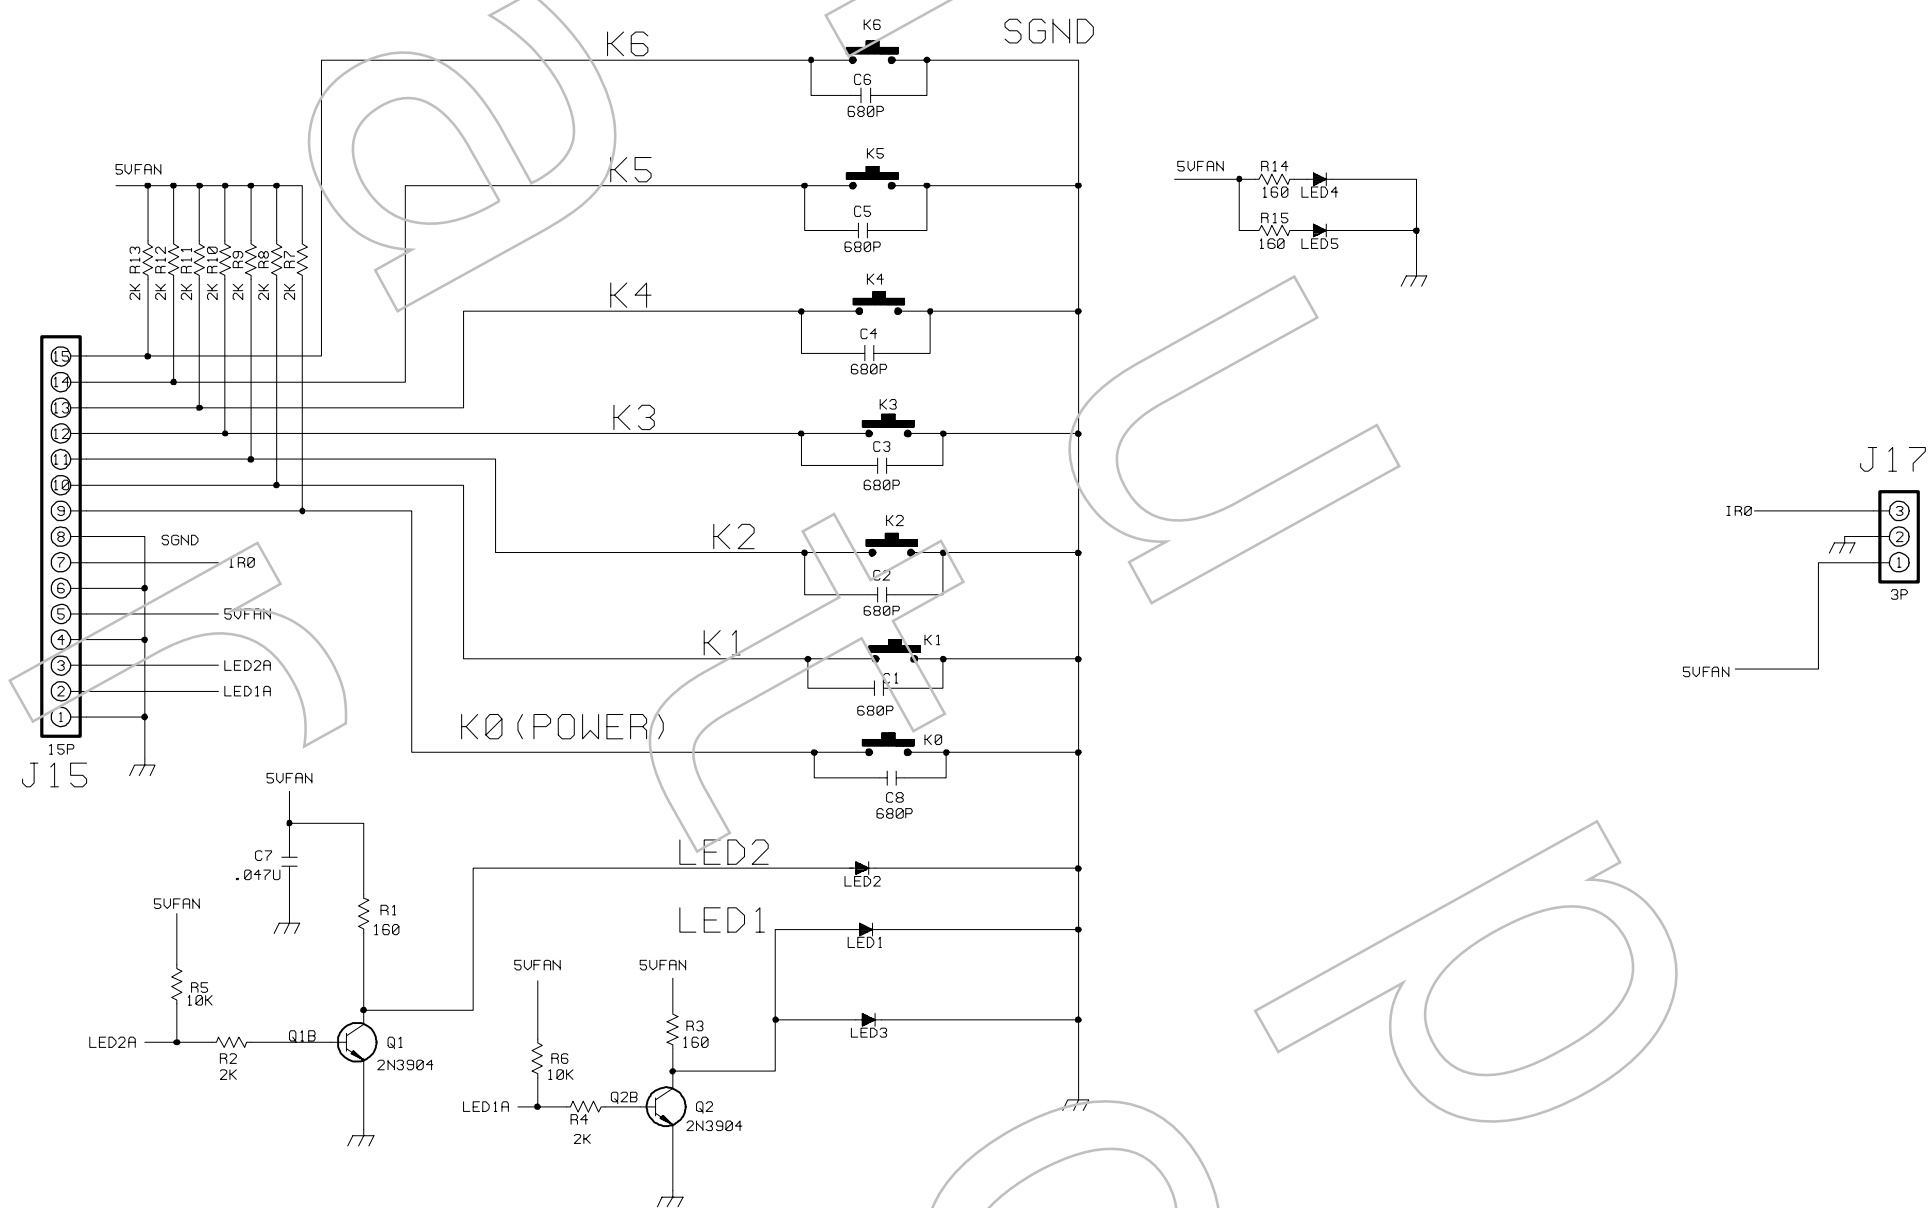 K6
K6
SGND
C6
680P
5VFAN
K5
K5
C5
680P
5VFAN
R14
160
LED4
R15
160
LED5
2K R13
2K R12
2K R11
2K R10
2K R9
2K R8
2K R7
K4
K4
C4
680P
15
14
13
12
11
10
9
8
7
6
5
4
3
2
1
15P
J15
SGND
IR0
5VFAN
LED2A
LED1A
K3
K3
C3
680P
K2
K2
C2
680P
K1
K1
C1
680P
K0(POWER)
K0
C8
680P
J17
IR0
3
2
1
3P
5VFAN
5VFAN
C7
.047U
R1
160
5VFAN
R5
10K
LED2A
R2
2K
Q1B
Q1
2N3904
LED2
LED2
LED1
LED1
LED3
5VFAN
5VFAN
R3
160
R6
10K
LED1A
R4
2K
Q2B
Q2
2N3904